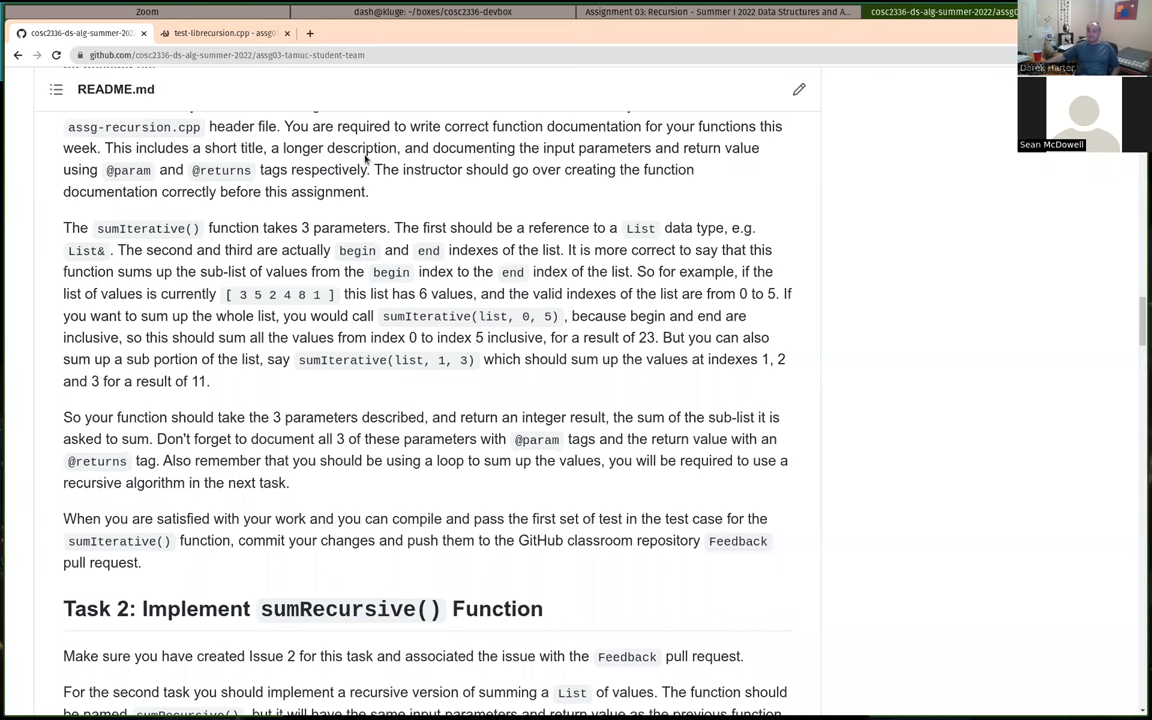 Zoom
dash@kluge: ~/boxes/cosc2336-devbox
Assignment 03: Recursion - Summer I 2022 Data Structures and A...
cosc2336-ds-alg-summer-2022/assg0
cosc2336-ds-alg-summer-202
test-librecursion.cpp - assg0
github.com/cosc2336-ds-alg-summer-2022/assg03-tamuc-student-team
Derek Harter
Sean McDowell
README.md
assg-recursion.cpp header file. You are required to write correct function documentation for your functions this
week. This includes a short title, a longer description, and documenting the input parameters and return value
using @param and @returns tags respectively. The instructor should go over creating the function
documentation correctly before this assignment.
The sumIterative() function takes 3 parameters. The first should be a reference to a List data type, e.g.
List& . The second and third are actually begin and end indexes of the list. It is more correct to say that this
function sums up the sub-list of values from the begin index to the end index of the list. So for example, if the
list of values is currently [ 3 5 2 4 8 1 ] this list has 6 values, and the valid indexes of the list are from 0 to 5. If
you want to sum up the whole list, you would call sumIterative(list, 0, 5) , because begin and end are
inclusive, so this should sum all the values from index 0 to index 5 inclusive, for a result of 23. But you can also
sum up a sub portion of the list, say sumIterative(list, 1, 3) which should sum up the values at indexes 1, 2
and 3 for a result of 11.
So your function should take the 3 parameters described, and return an integer result, the sum of the sub-list it is
asked to sum. Don't forget to document all 3 of these parameters with @param tags and the return value with an
@returns tag. Also remember that you should be using a loop to sum up the values, you will be required to use a
recursive algorithm in the next task.
When you are satisfied with your work and you can compile and pass the first set of test in the test case for the
sumIterative() function, commit your changes and push them to the GitHub classroom repository Feedback
pull request.
Task 2: Implement sumRecursive() Function
Make sure you have created Issue 2 for this task and associated the issue with the Feedback pull request.
For the second task you should implement a recursive version of summing a List of values. The function should
be named sumRecursive(), but it will have the same input parameters and return value as the previous function